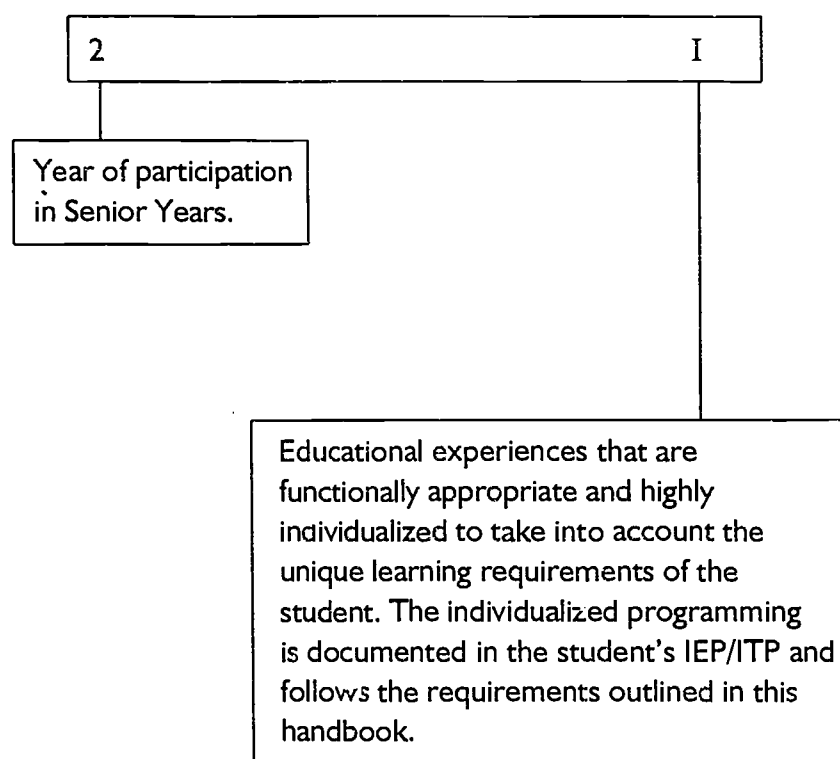 2 I
Year of participation
in Senior Years.
Educational experiences that are
functionally appropriate and highly
individualized to take into account the
unique learning requirements of the
student. The individualized programming
is documented in the student's IEP/ITP and
follows the requirements outlined in this
handbook.